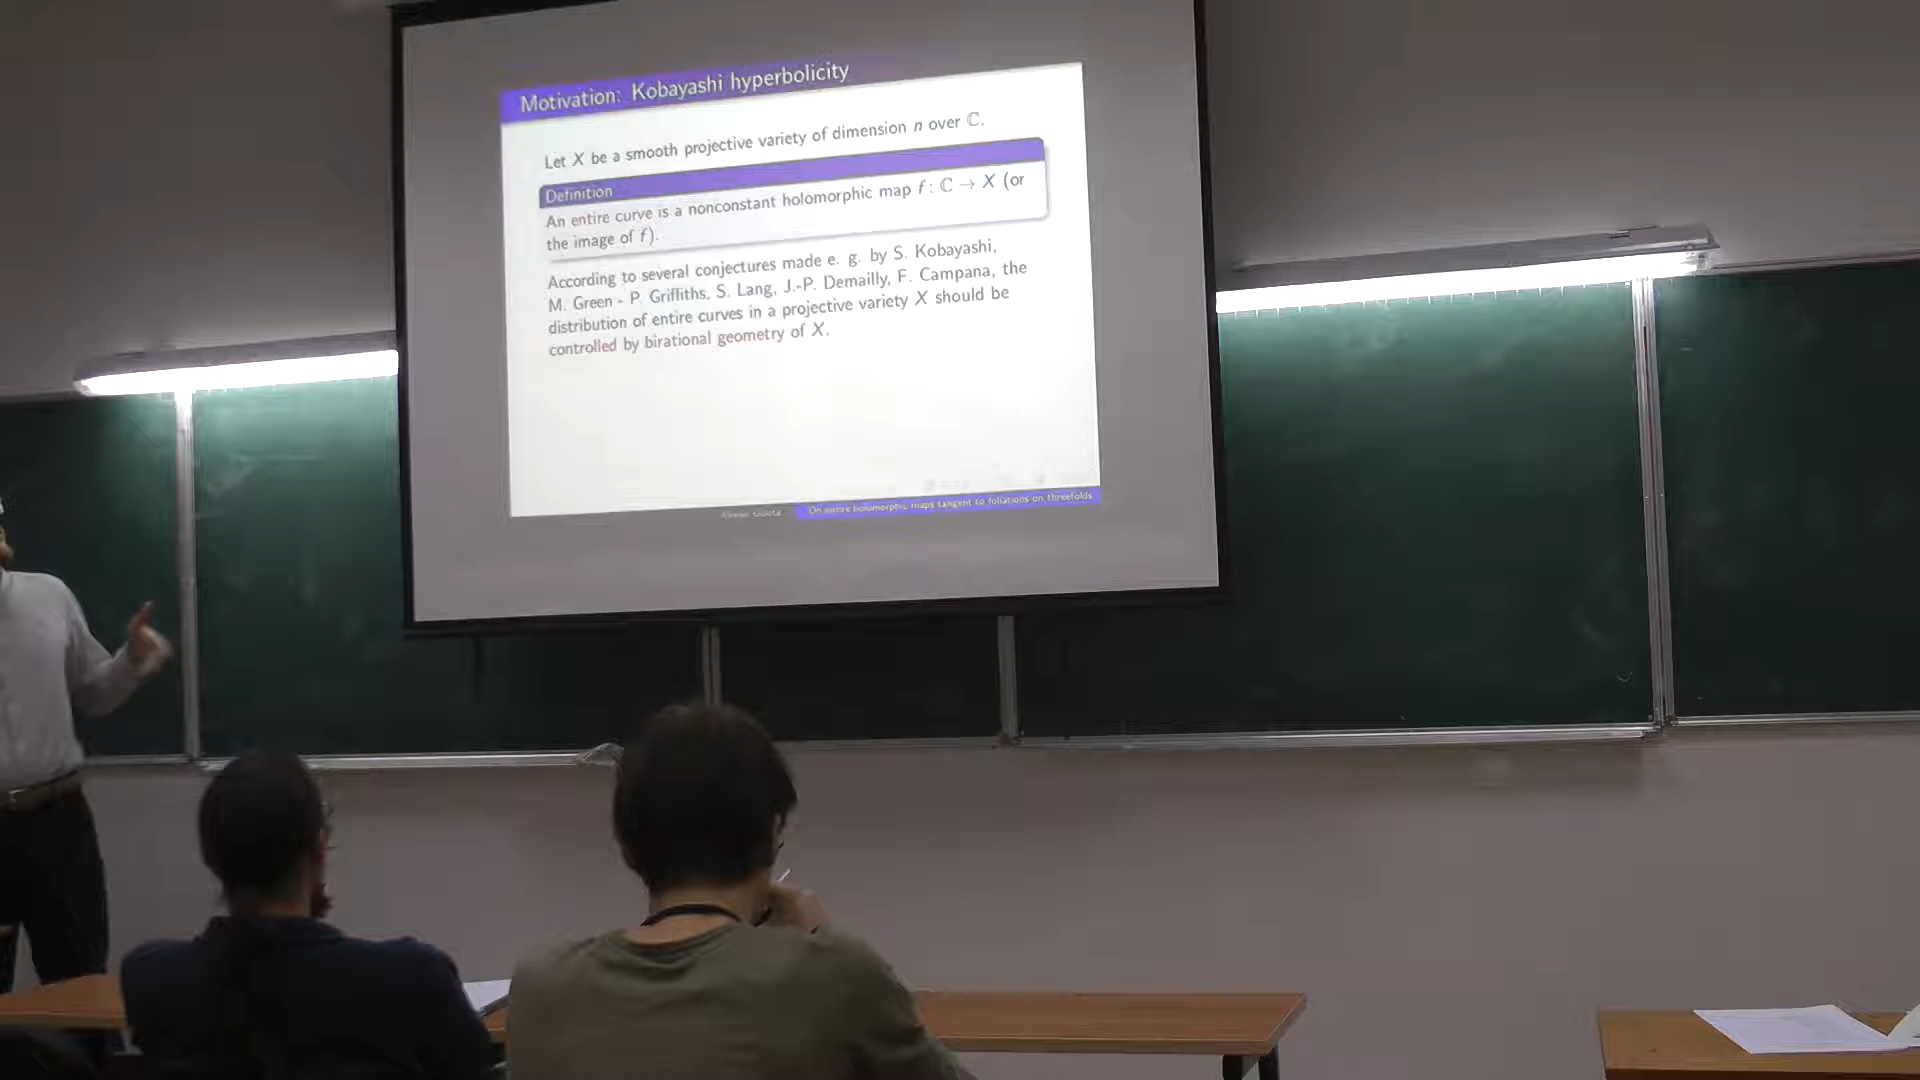 Motivation: Kobayashi hyperbolicity
Let X be a smooth projective variety of dimension n over ℂ.
Definition
An entire curve is a nonconstant holomorphic map f : ℂ → X (or
the image of f).
According to several conjectures made e. g. by S. Kobayashi,
M. Green - P. Griffiths, S. Lang, J.-P. Demailly, F. Campana, the
distribution of entire curves in a projective variety X should be
controlled by birational geometry of X.
On entire holomorphic maps tangent to foliations on threefolds